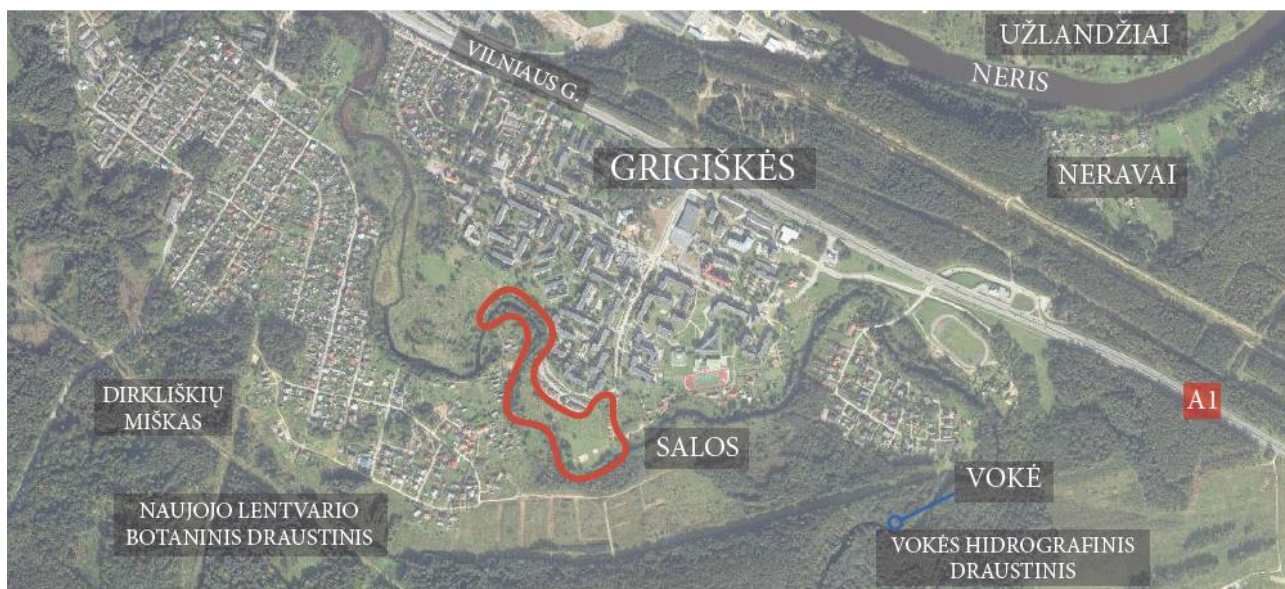 UŽLANDŽIAI
VILNIAUS G.
NERIS
GRIGIŠKĖS
NERAVAI
DIRKLIŠKIŲ
MIŠKAS
A1
SALOS
VOKĖ
NAUJOJO LENTVARIO
BOTANINIS DRAUSTINIS
VOKĖS HIDROGRAFINIS
DRAUSTINIS